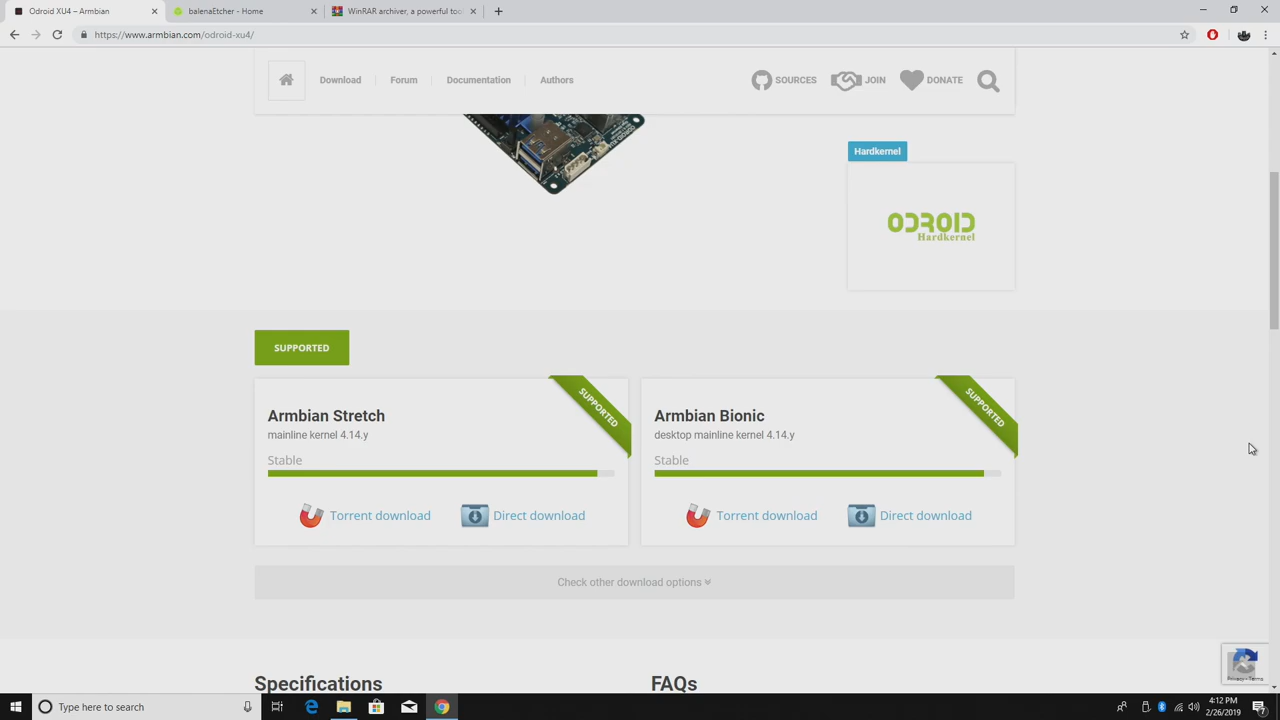 Odroid XU4 – Armbian
balenaEtcher - Home
WinRAR archiver, a powerful too
https://www.armbian.com/odroid-xu4/
Download
Forum
Documentation
Authors
SOURCES
JOIN
DONATE
Hardkernel
ODROID
Hardkernel
SUPPORTED
Armbian Stretch
mainline kernel 4.14.y
Stable
SUPPORTED
Torrent download
Direct download
Armbian Bionic
desktop mainline kernel 4.14.y
Stable
SUPPORTED
Torrent download
Direct download
Check other download options
Specifications
FAQs
Privacy - Terms
Type here to search
4:12 PM
2/26/2019